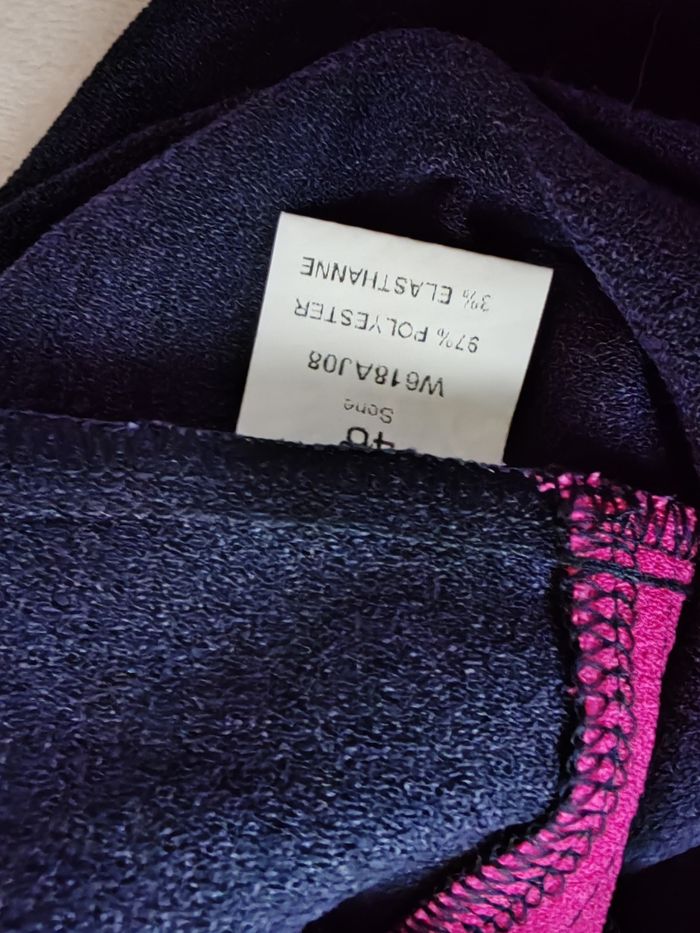 W618AJ08
97% POLYESTER
3% ELASTHANNE